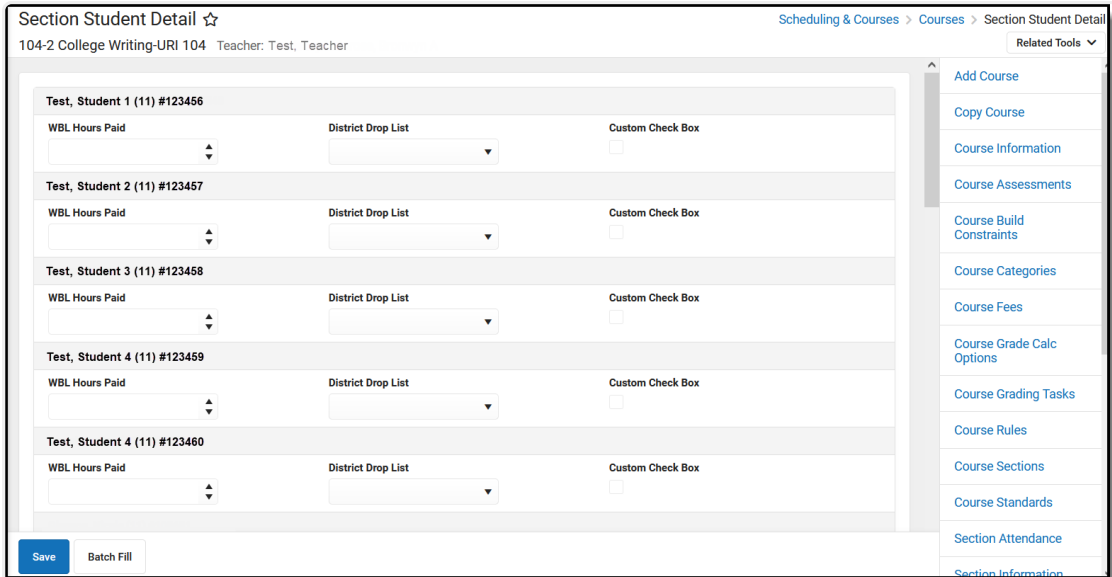 Section Student Detail
Scheduling & Courses > Courses > Section Student Detail
104-2 College Writing-URI 104 Teacher: Test, Teacher
Related Tools
Test, Student 1 (11) #123456
WBL Hours Paid District Drop List Custom Check Box
Test, Student 2 (11) #123457
WBL Hours Paid District Drop List Custom Check Box
Test, Student 3 (11) #123458
WBL Hours Paid District Drop List Custom Check Box
Test, Student 4 (11) #123459
WBL Hours Paid District Drop List Custom Check Box
Test, Student 4 (11) #123460
WBL Hours Paid District Drop List Custom Check Box
Save Batch Fill
Add Course
Copy Course
Course Information
Course Assessments
Course Build
Constraints
Course Categories
Course Fees
Course Grade Calc
Options
Course Grading Tasks
Course Rules
Course Sections
Course Standards
Section Attendance
Section Information